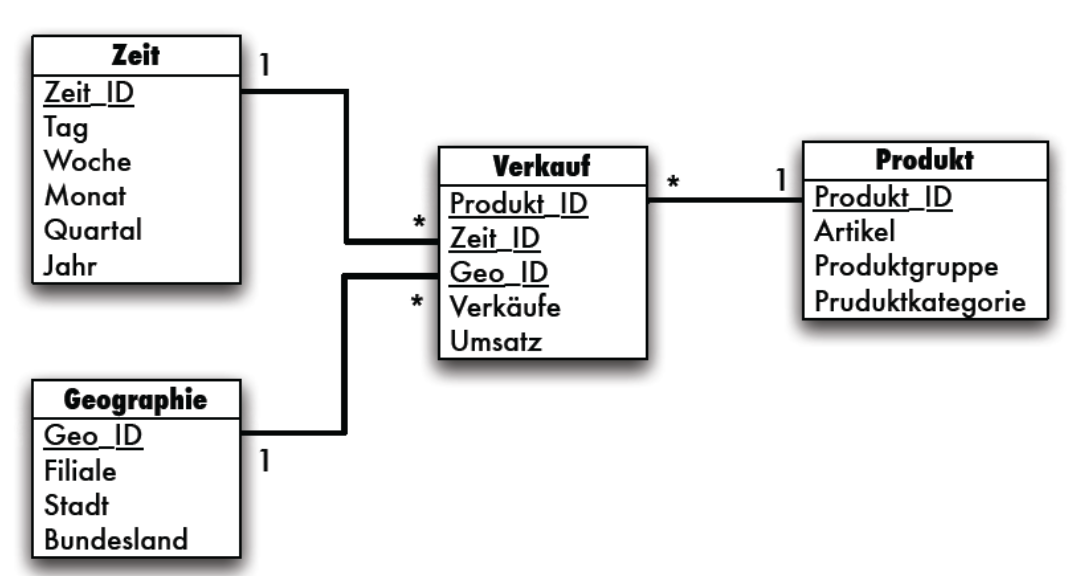 Zeit
1
Zeit_ID
Tag
Woche
Monat
Quartal
Jahr
*
Verkauf
Produkt_ID
Zeit_ID
Geo_ID
Verkäufe
Umsatz
*
1
Produkt
Produkt_ID
Artikel
Produktgruppe
Pruduktkategorie
*
Geographie
Geo_ID
Filiale
Stadt
Bundesland
1